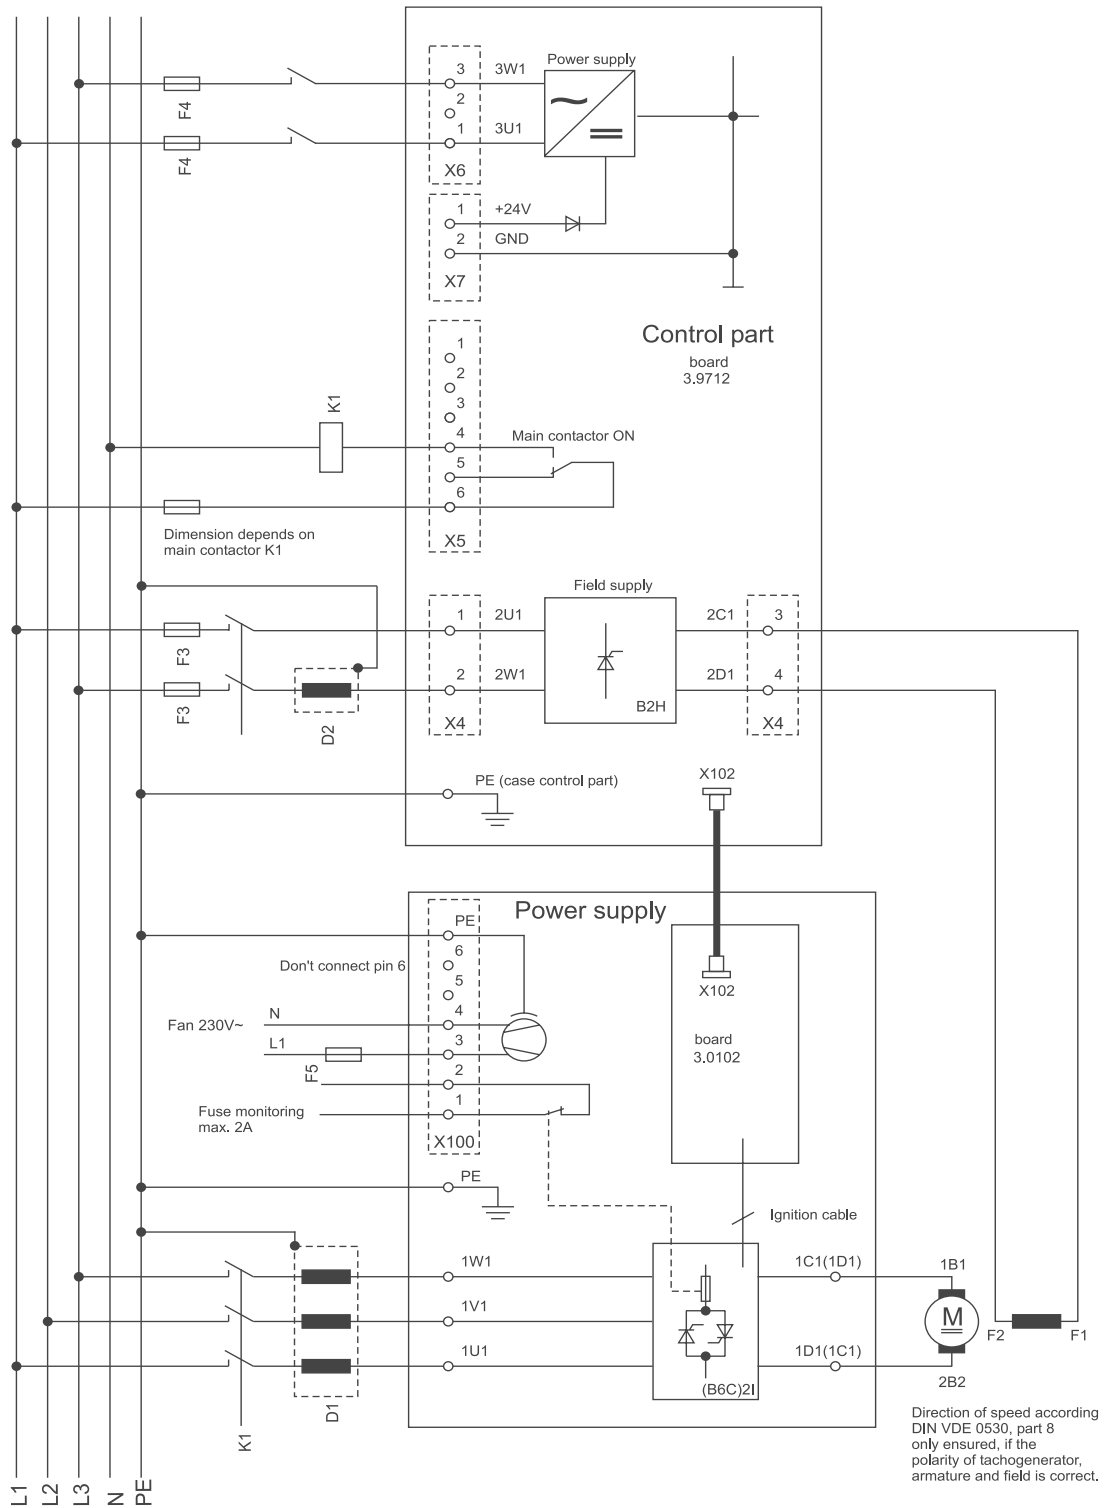 Power supply
3 3W1
2
1 3U1
F4
F4
X6
1 +24V
2 GND
X7
Control part
board
3.9712
1
2
3
K1
4 Main contactor ON
5
6
Dimension depends on
main contactor K1
X5
Field supply
1 2U1 2C1 3
F3
2 2W1 2D1 4
F3
D2
B2H
X4 X4
PE (case control part)
X102
Power supply
PE
6
Don't connect pin 6
5
X102
4
N
Fan 230V~
3
L1
board
3.0102
F5
2
1
Fuse monitoring
max. 2A
X100
PE
Ignition cable
1W1 1C1(1D1) 1B1
1V1
M
F2 F1
1U1 1D1(1C1)
2B2
(B6C)2I
D1
K1
Direction of speed according
DIN VDE 0530, part 8
only ensured, if the
polarity of tachogenerator,
armature and field is correct.
L1 L2 L3 N PE